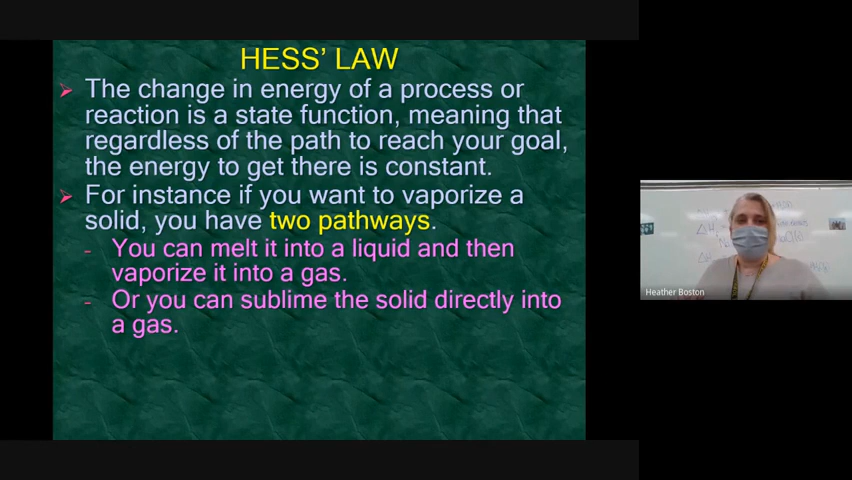 HESS' LAW
➢ The change in energy of a process or
reaction is a state function, meaning that
regardless of the path to reach your goal,
the energy to get there is constant.
➢ For instance if you want to vaporize a
solid, you have two pathways.
- You can melt it into a liquid and then
vaporize it into a gas.
- Or you can sublime the solid directly into
a gas.
Heather Boston